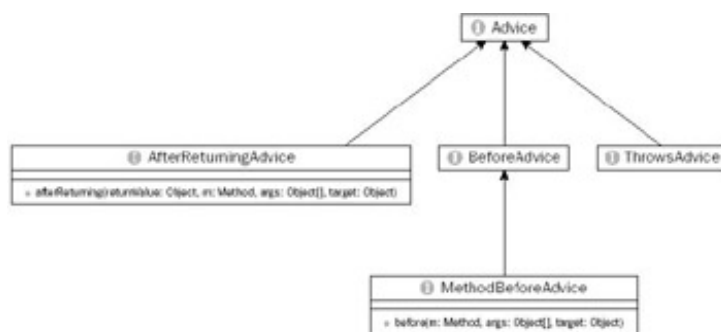 Advice
AfterReturningAdvice
+ afterReturning(returnValue: Object, m: Method, args: Object[], target: Object)
BeforeAdvice
ThrowsAdvice
MethodBeforeAdvice
+ before(m: Method, args: Object[], target: Object)